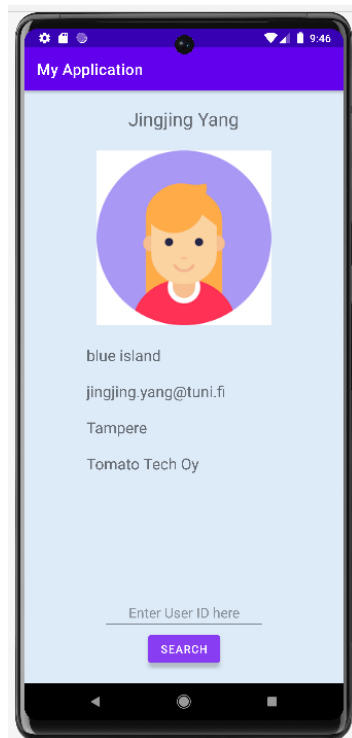 9:46
My Application
Jingjing Yang
blue island
jingjing.yang@tuni.fi
Tampere
Tomato Tech Oy
Enter User ID here
SEARCH